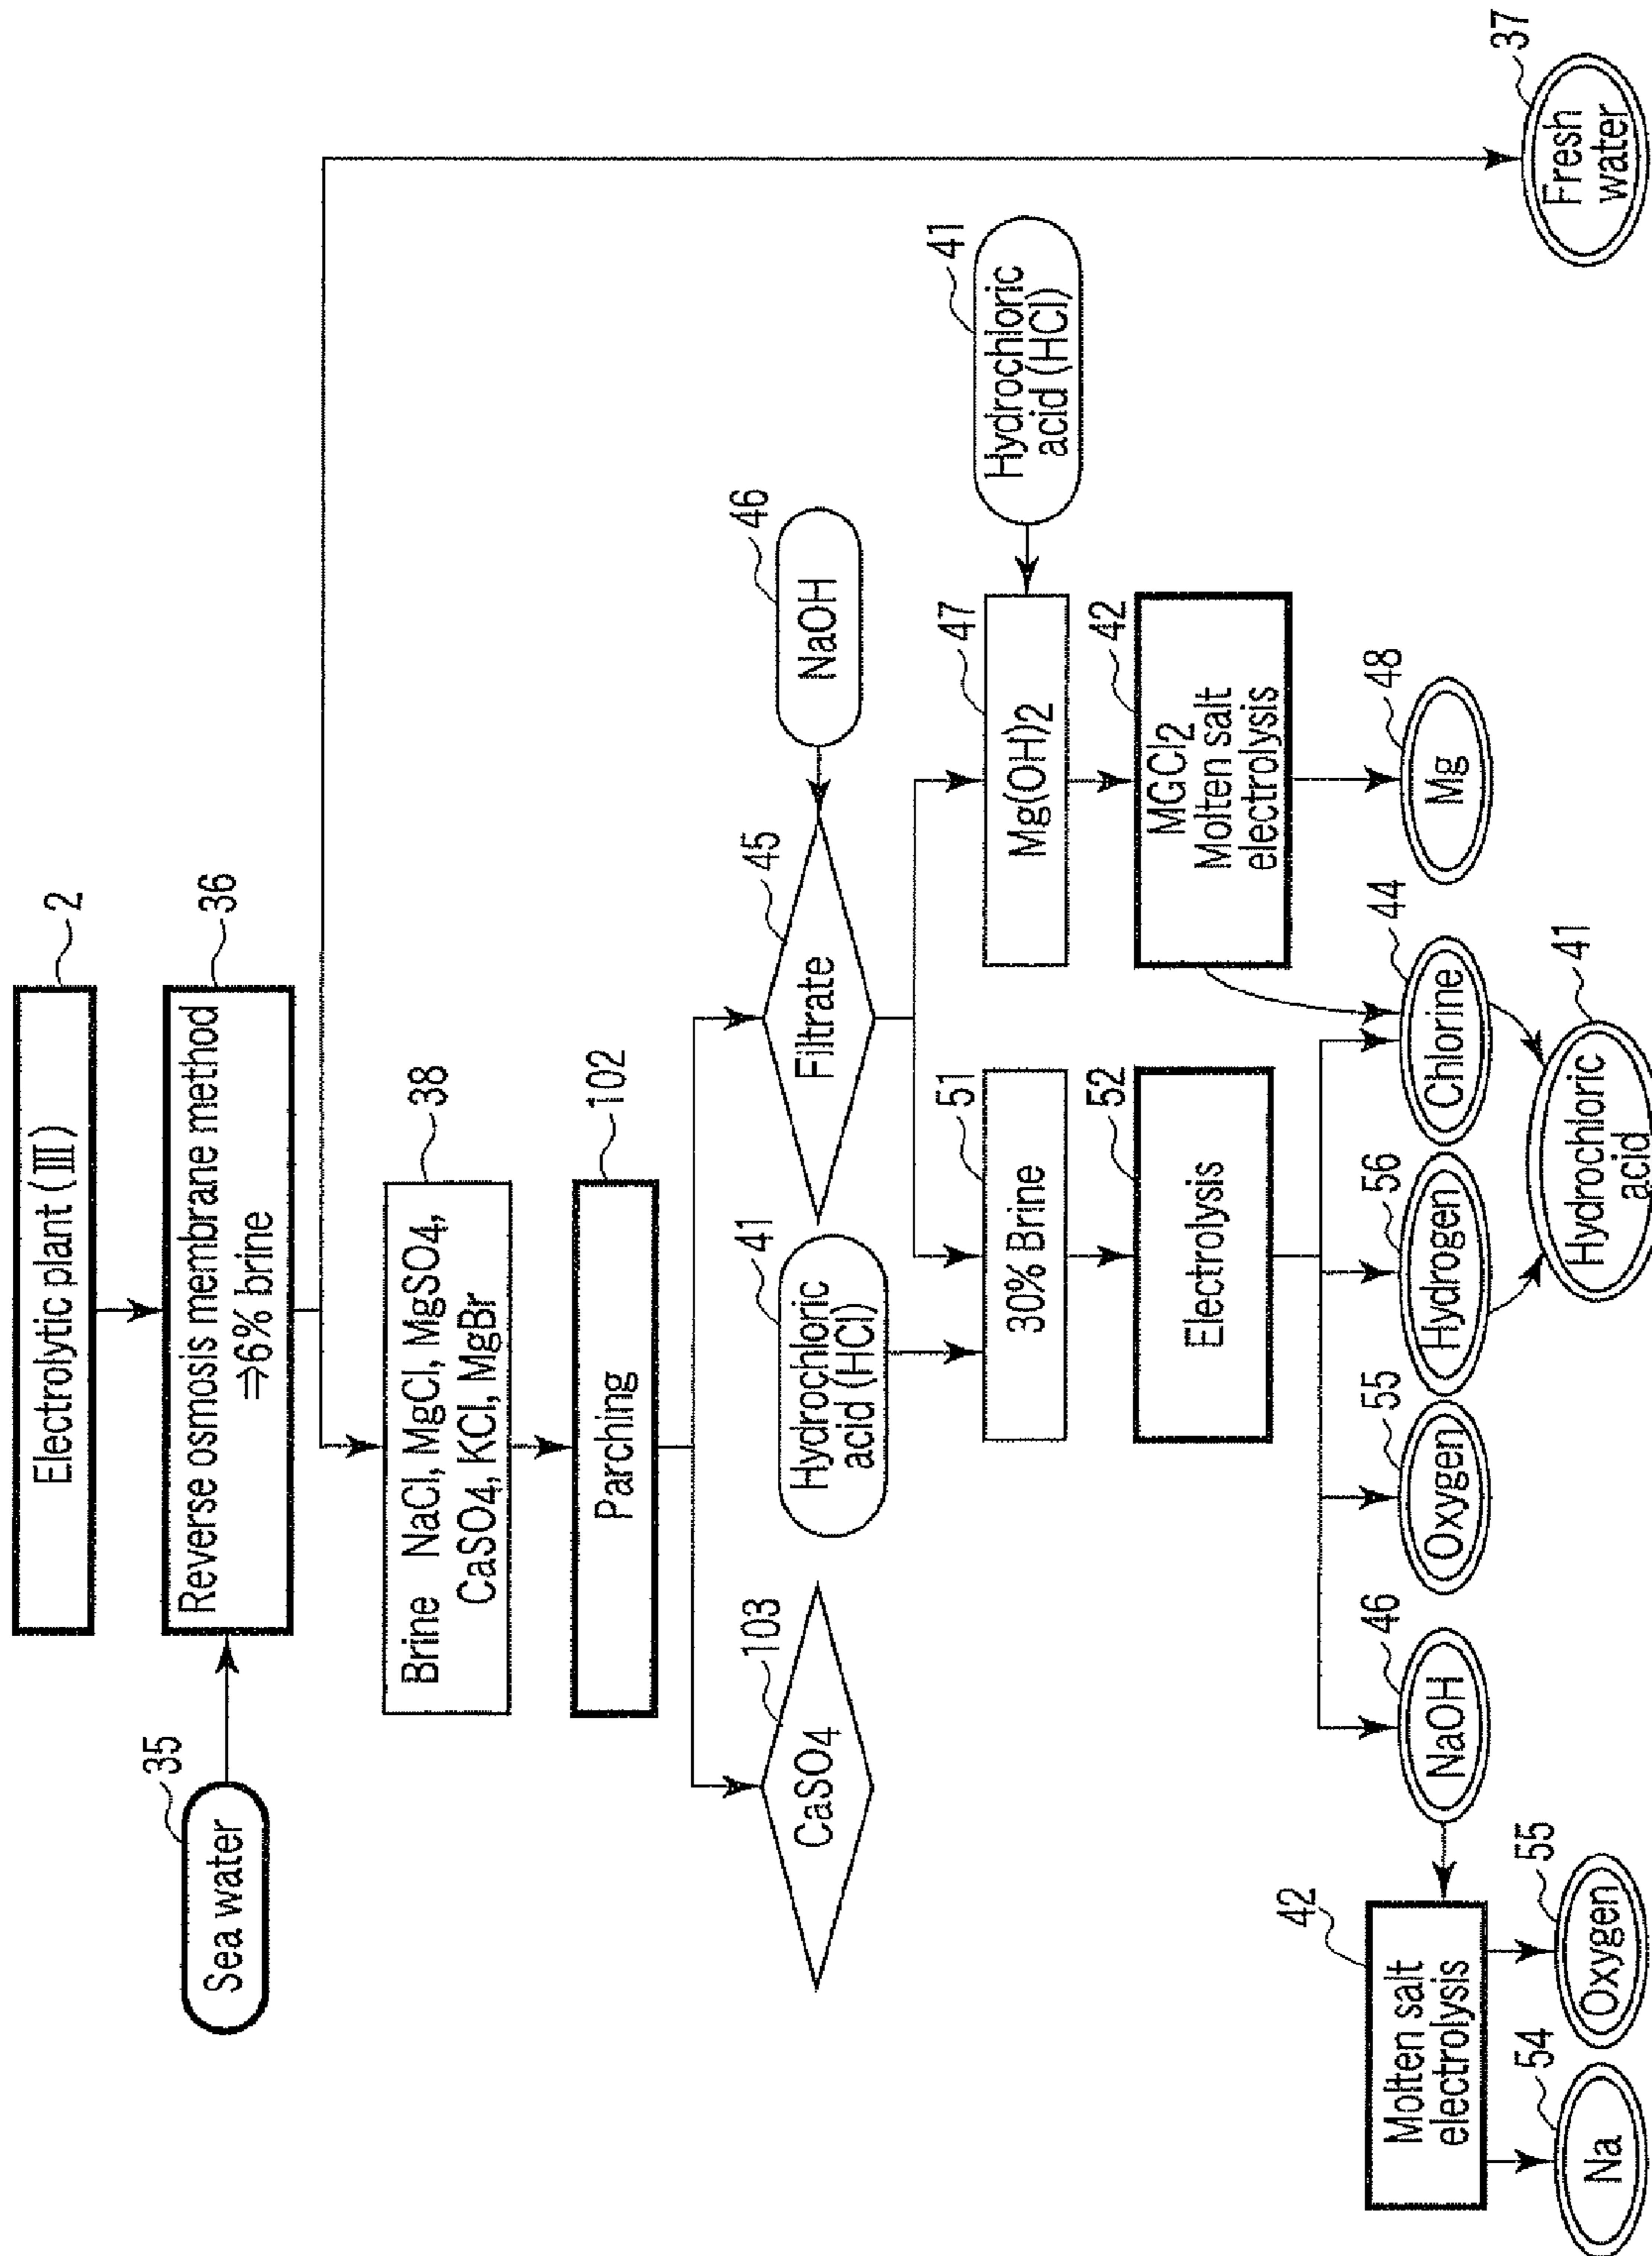 Electrolytic plant (III)
2
35
Sea water
Reverse osmosis membrane method
⇒6% brine
36
Brine NaCl, MgCl, MgSO4,
CaSO4, KCl, MgBr
38
Parching
102
103
CaSO4
41
Hydrochloric
acid (HCl)
Filtrate
45
NaOH
46
51
30% Brine
Mg(OH)2
47
Hydrochloric
acid (HCl)
41
52
Electrolysis
MGCl2
Molten salt
electrolysis
42
NaOH
46
Oxygen
55
Hydrogen
56
Chlorine
44
Mg
48
42
Molten salt
electrolysis
Na
54
Oxygen
55
Hydrochloric
acid
41
Fresh
water
37